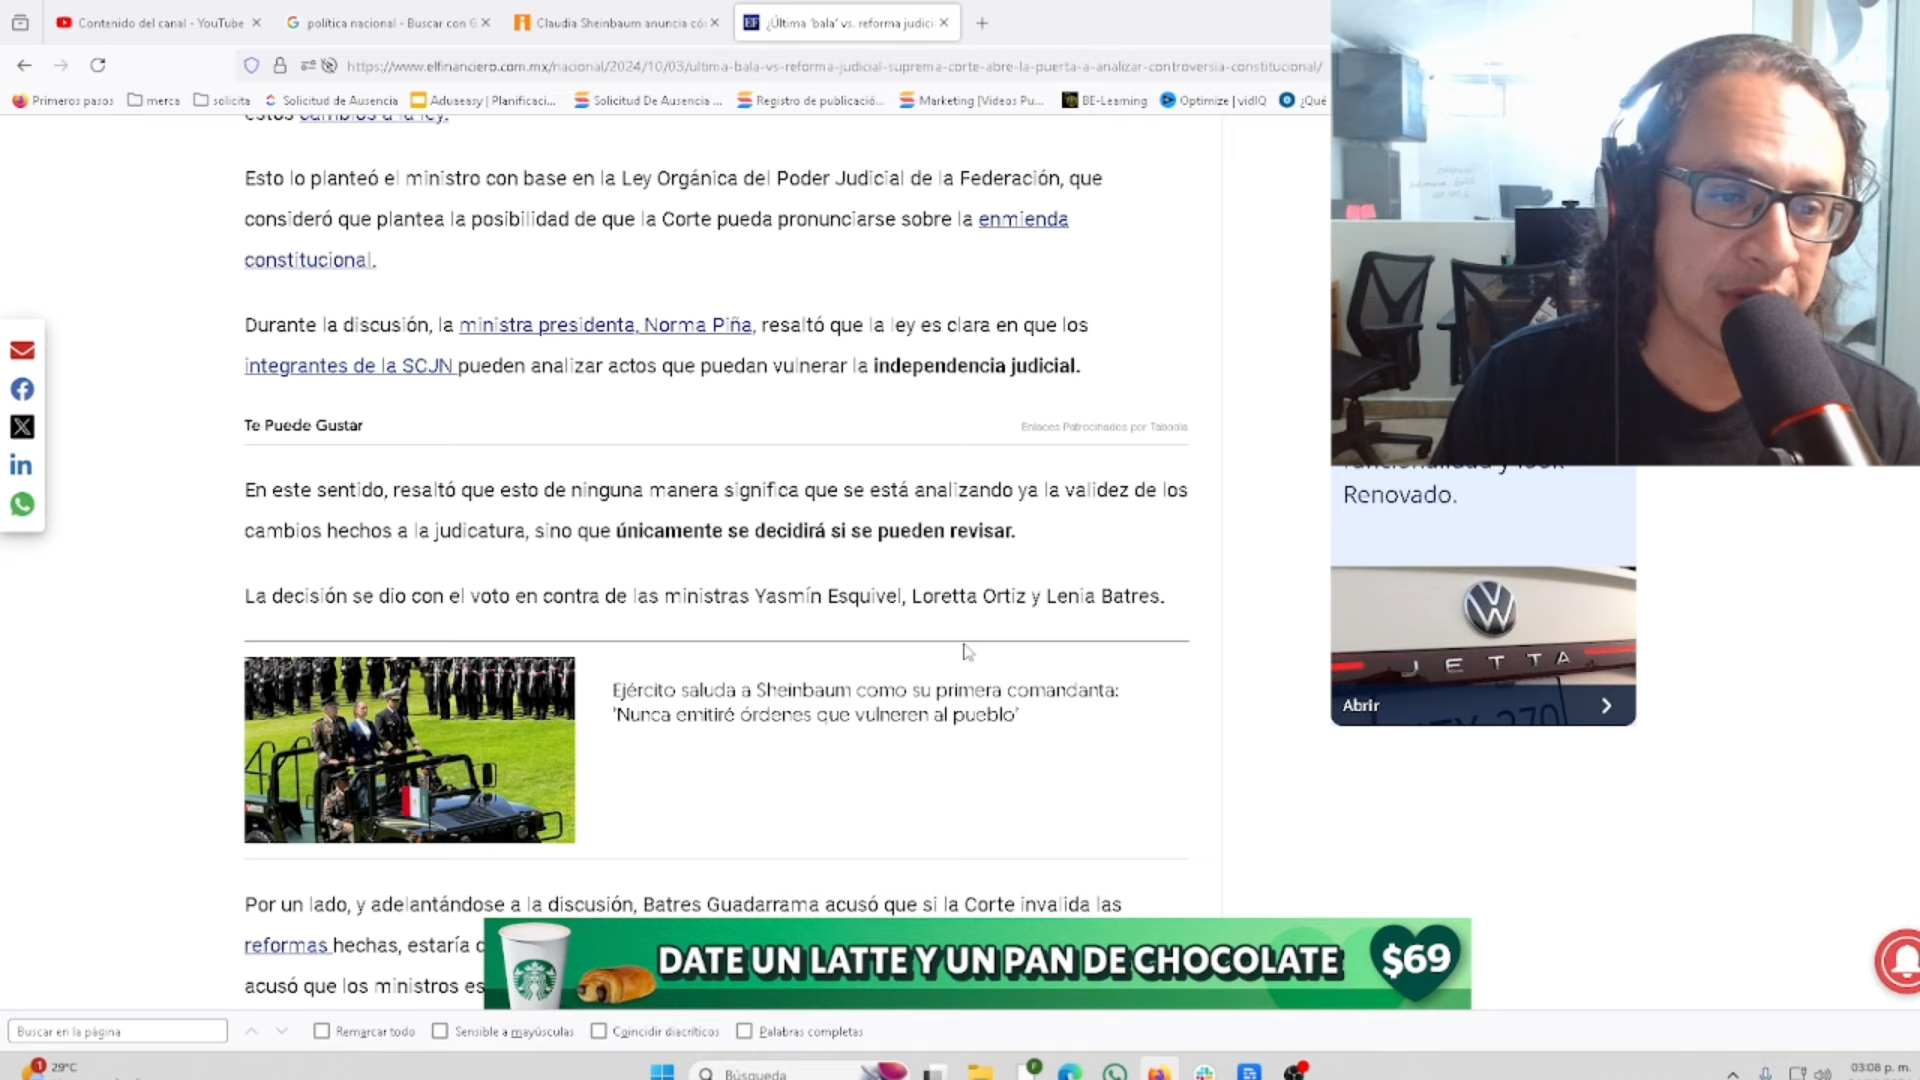 Contenido del canal - YouTube
política nacional - Buscar con G
Claudia Sheinbaum anuncia có
¿Última 'bala' vs. reforma judici
https://www.elfinanciero.com.mx/nacional/2024/10/03/ultima-bala-vs-reforma-judicial-suprema-corte-abre-la-puerta-a-analizar-controversia-constitucional/
Primeros pasos
merca
solicita
Solicitud de Ausencia
Adueasy | Planificaci...
Solicitud De Ausencia ...
Registro de publicació...
Marketing [Videos Pu...
BE-Learning
Optimize | vidIQ
¿Qué
estos cambios a la ley.
Esto lo planteó el ministro con base en la Ley Orgánica del Poder Judicial de la Federación, que
consideró que plantea la posibilidad de que la Corte pueda pronunciarse sobre la enmienda
constitucional.
Durante la discusión, la ministra presidenta, Norma Piña, resaltó que la ley es clara en que los
integrantes de la SCJN pueden analizar actos que puedan vulnerar la independencia judicial.
Te Puede Gustar
Enlaces Patrocinados por Taboola
En este sentido, resaltó que esto de ninguna manera significa que se está analizando ya la validez de los
cambios hechos a la judicatura, sino que únicamente se decidirá si se pueden revisar.
La decisión se dio con el voto en contra de las ministras Yasmín Esquivel, Loretta Ortiz y Lenia Batres.
Ejército saluda a Sheinbaum como su primera comandanta:
'Nunca emitiré órdenes que vulneren al pueblo'
Por un lado, y adelantándose a la discusión, Batres Guadarrama acusó que si la Corte invalida las
reformas hechas, estaría
acusó que los ministros es
Renovado.
JETTA
Abrir
DATE UN LATTE Y UN PAN DE CHOCOLATE
$69
Buscar en la página
Remarcar todo
Sensible a mayúsculas
Coincidir diacríticos
Palabras completas
1
29°C
Búsqueda
03:08 p. m.